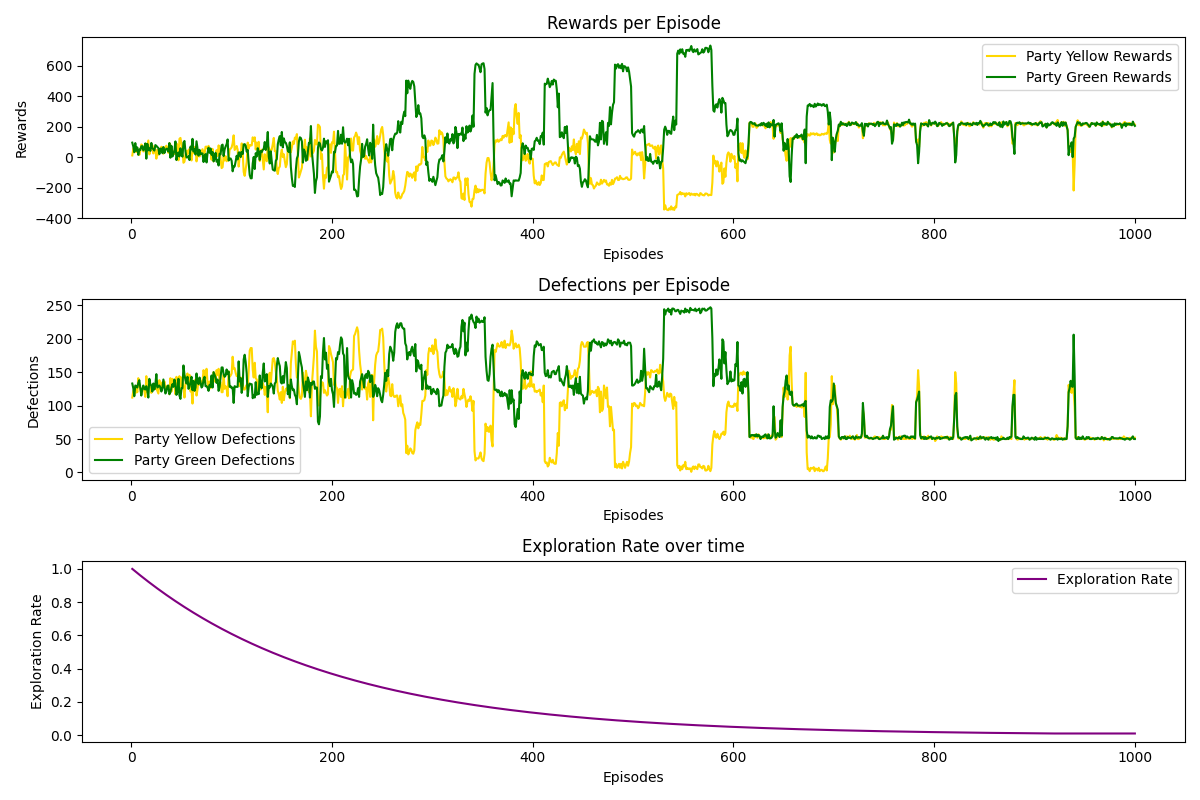 Rewards per Episode
Rewards
600
400
200
0
−200
−400
Party Yellow Rewards
Party Green Rewards
0 200 400 600 800 1000
Episodes
Defections per Episode
Defections
250
200
150
100
50
0
Party Yellow Defections
Party Green Defections
0 200 400 600 800 1000
Episodes
Exploration Rate over time
Exploration Rate
1.0
0.8
0.6
0.4
0.2
0.0
Exploration Rate
0 200 400 600 800 1000
Episodes